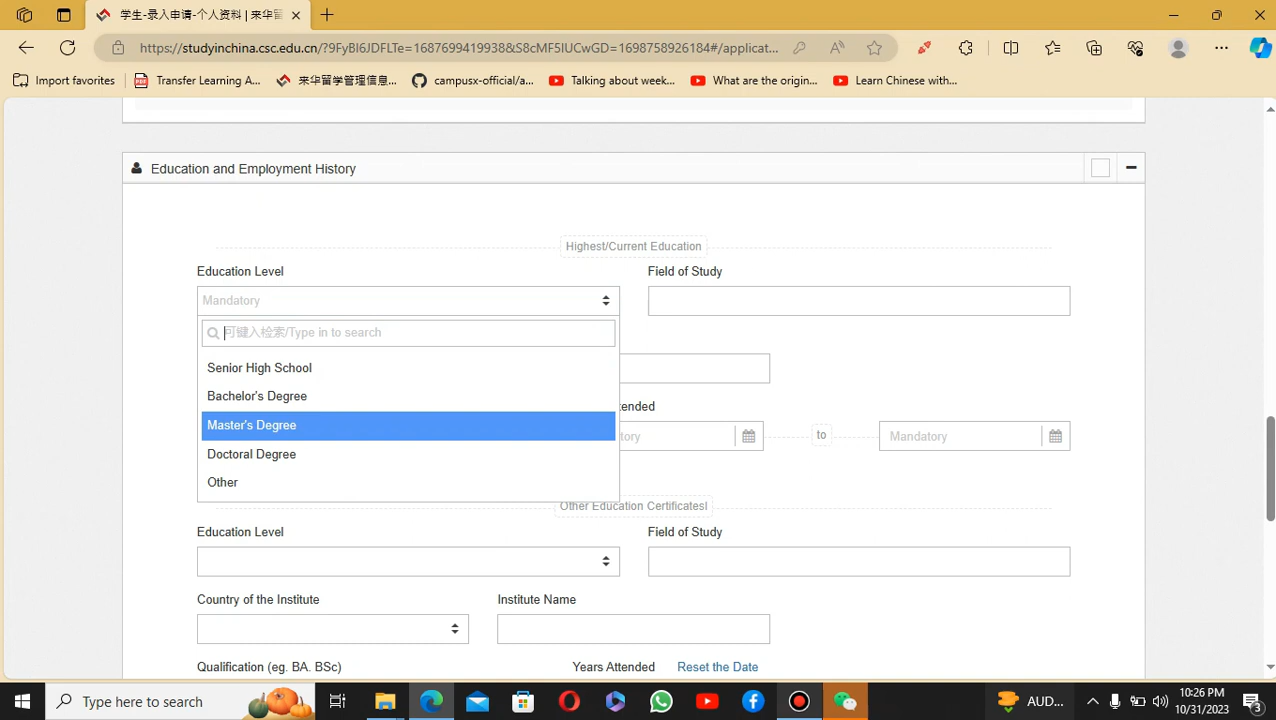 学生-录入申请-个人资料 | 来华留
https://studyinchina.csc.edu.cn/?9FyBl6JDFLTe=1687699419938&S8cMF5IUCwGD=1698758926184#/applicat...
Import favorites
Transfer Learning A...
来华留学管理信息...
campusx-official/a...
Talking about week...
What are the origin...
Learn Chinese with...
Education and Employment History
Highest/Current Education
Education Level
Field of Study
Mandatory
可键入检索/Type in to search
Senior High School
Bachelor's Degree
Master's Degree
Doctoral Degree
Other
tended
tory
to
Mandatory
Other Education CertificatesI
Education Level
Field of Study
Country of the Institute
Institute Name
Qualification (eg. BA. BSc)
Years Attended
Reset the Date
Type here to search
AUD...
10:26 PM
10/31/2023
3